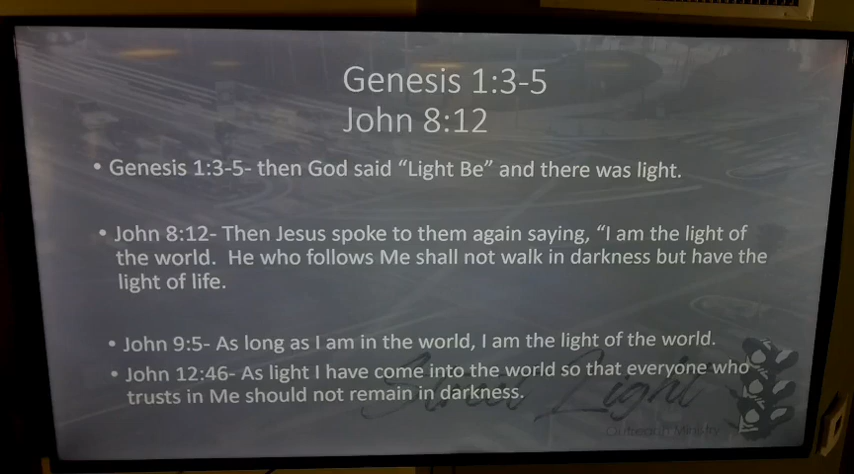 Genesis 1:3-5
John 8:12
• Genesis 1:3-5- then God said “Light Be” and there was light.
• John 8:12- Then Jesus spoke to them again saying, “I am the light of
the world.  He who follows Me shall not walk in darkness but have the
light of life.
• John 9:5- As long as I am in the world, I am the light of the world.
• John 12:46- As light I have come into the world so that everyone who
trusts in Me should not remain in darkness.
Street Light
Outreach Ministry